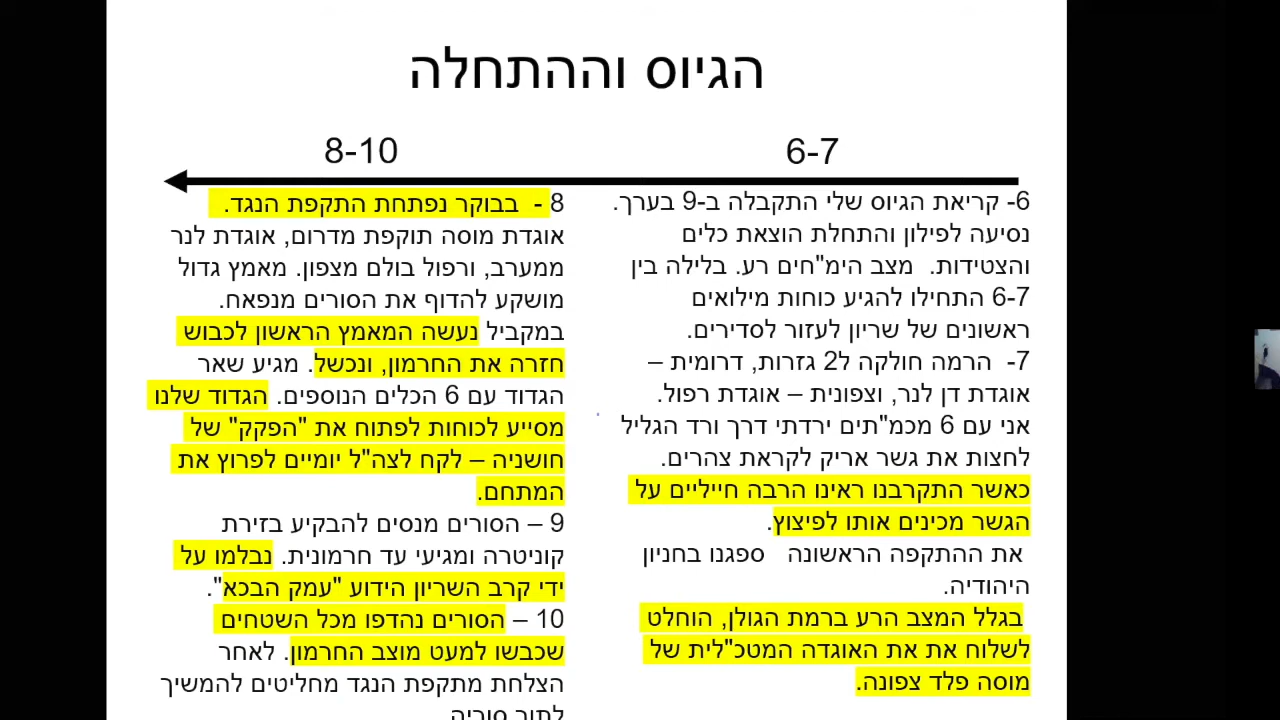 הגיוס וההתחלה
6-7
6- קריאת הגיוס שלי התקבלה ב-9 בערך.
נסיעה לפילון והתחלת הוצאת כלים
והצטידות. מצב הימ"חים רע. בלילה בין
6-7 התחילו להגיע כוחות מילואים
ראשונים של שריון לעזור לסדירים.
7- הרמה חולקה ל2 גזרות, דרומית –
אוגדת דן לנר, וצפונית – אוגדת רפול.
אני עם 6 מכמ"תים ירדתי דרך ורד הגליל
לחצות את גשר אריק לקראת צהרים.
כאשר התקרבנו ראינו הרבה חייליים על
הגשר מכינים אותו לפיצוץ.
את ההתקפה הראשונה ספגנו בחניון
היהודיה.
בגלל המצב הרע ברמת הגולן, הוחלט
לשלוח את את האוגדה המטכ"לית של
מוסה פלד צפונה.
8-10
8 - בבוקר נפתחת התקפת הנגד.
אוגדת מוסה תוקפת מדרום, אוגדת לנר
ממערב, ורפול בולם מצפון. מאמץ גדול
מושקע להדוף את הסורים מנפאח.
במקביל נעשה המאמץ הראשון לכבוש
חזרה את החרמון, ונכשל. מגיע שאר
הגדוד עם 6 הכלים הנוספים. הגדוד שלנו
מסייע לכוחות לפתוח את "הפקק" של
חושניה – לקח לצה"ל יומיים לפרוץ את
המתחם.
9 – הסורים מנסים להבקיע בזירת
קוניטרה ומגיעי עד חרמונית. נבלמו על
ידי קרב השריון הידוע "עמק הבכא".
10 – הסורים נהדפו מכל השטחים
שכבשו למעט מוצב החרמון. לאחר
הצלחת מתקפת הנגד מחליטים להמשיך
לתוך סוריה